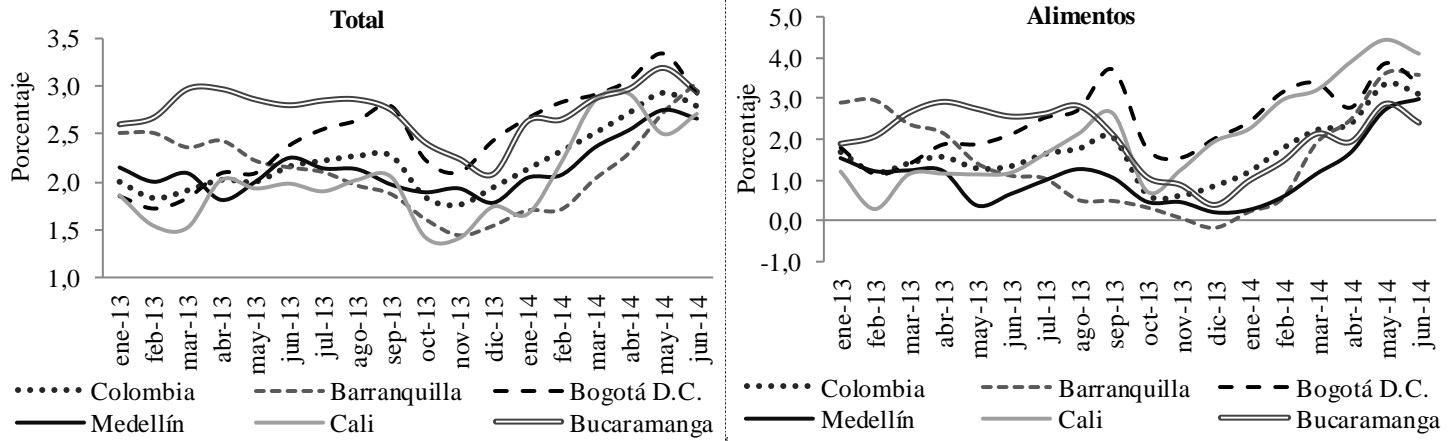 Total
Porcentaje
3,5
3,0
2,5
2,0
1,5
1,0
ene-13
feb-13
mar-13
abr-13
may-13
jun-13
jul-13
ago-13
sep-13
oct-13
nov-13
dic-13
ene-14
feb-14
mar-14
abr-14
may-14
jun-14
Colombia Barranquilla Bogotá D.C.
Medellín Cali Bucaramanga
Alimentos
Porcentaje
5,0
4,0
3,0
2,0
1,0
0,0
-1,0
ene-13
feb-13
mar-13
abr-13
may-13
jun-13
jul-13
ago-13
sep-13
oct-13
nov-13
dic-13
ene-14
feb-14
mar-14
abr-14
may-14
jun-14
Colombia Barranquilla Bogotá D.C.
Medellín Cali Bucaramanga